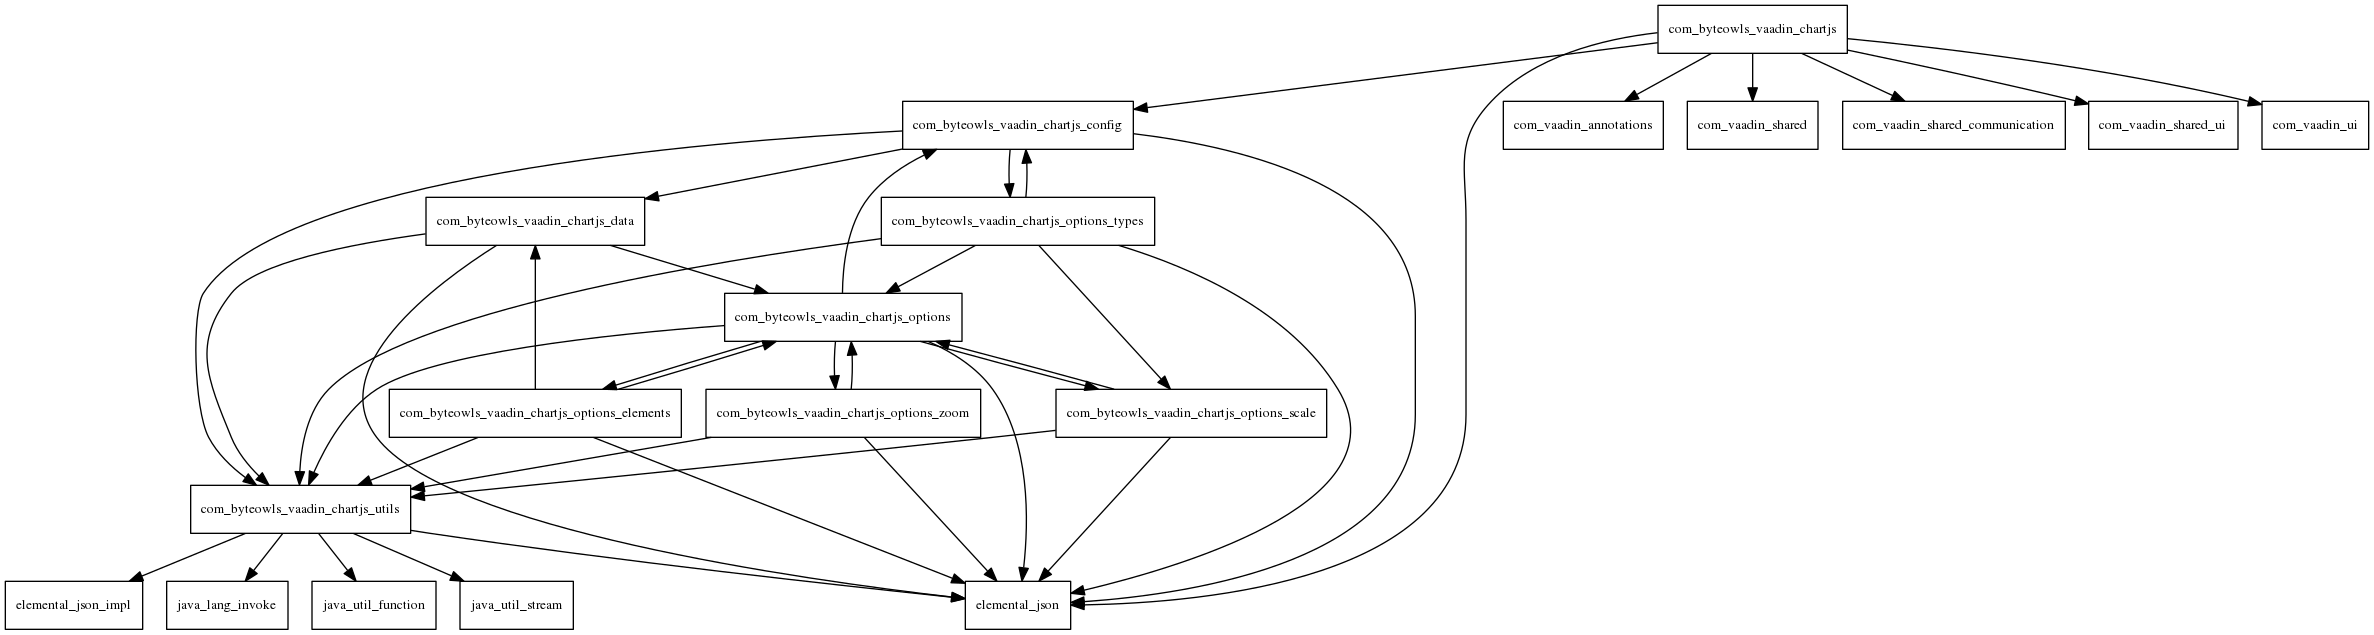 com_byteowls_vaadin_chartjs
com_byteowls_vaadin_chartjs_config
com_vaadin_annotations
com_vaadin_shared
com_vaadin_shared_communication
com_vaadin_shared_ui
com_vaadin_ui
com_byteowls_vaadin_chartjs_data
com_byteowls_vaadin_chartjs_options_types
com_byteowls_vaadin_chartjs_options
com_byteowls_vaadin_chartjs_options_elements
com_byteowls_vaadin_chartjs_options_zoom
com_byteowls_vaadin_chartjs_options_scale
com_byteowls_vaadin_chartjs_utils
elemental_json_impl
java_lang_invoke
java_util_function
java_util_stream
elemental_json